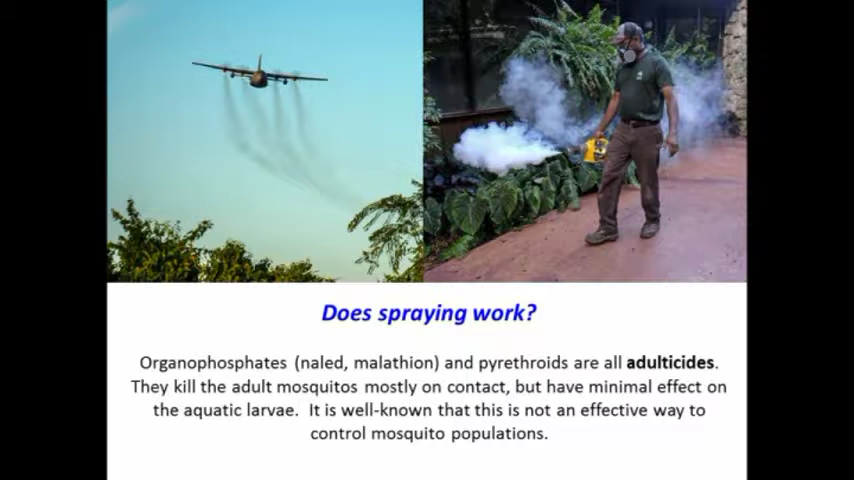 Does spraying work?
Organophosphates (naled, malathion) and pyrethroids are all adulticides.
They kill the adult mosquitos mostly on contact, but have minimal effect on
the aquatic larvae.  It is well-known that this is not an effective way to
control mosquito populations.